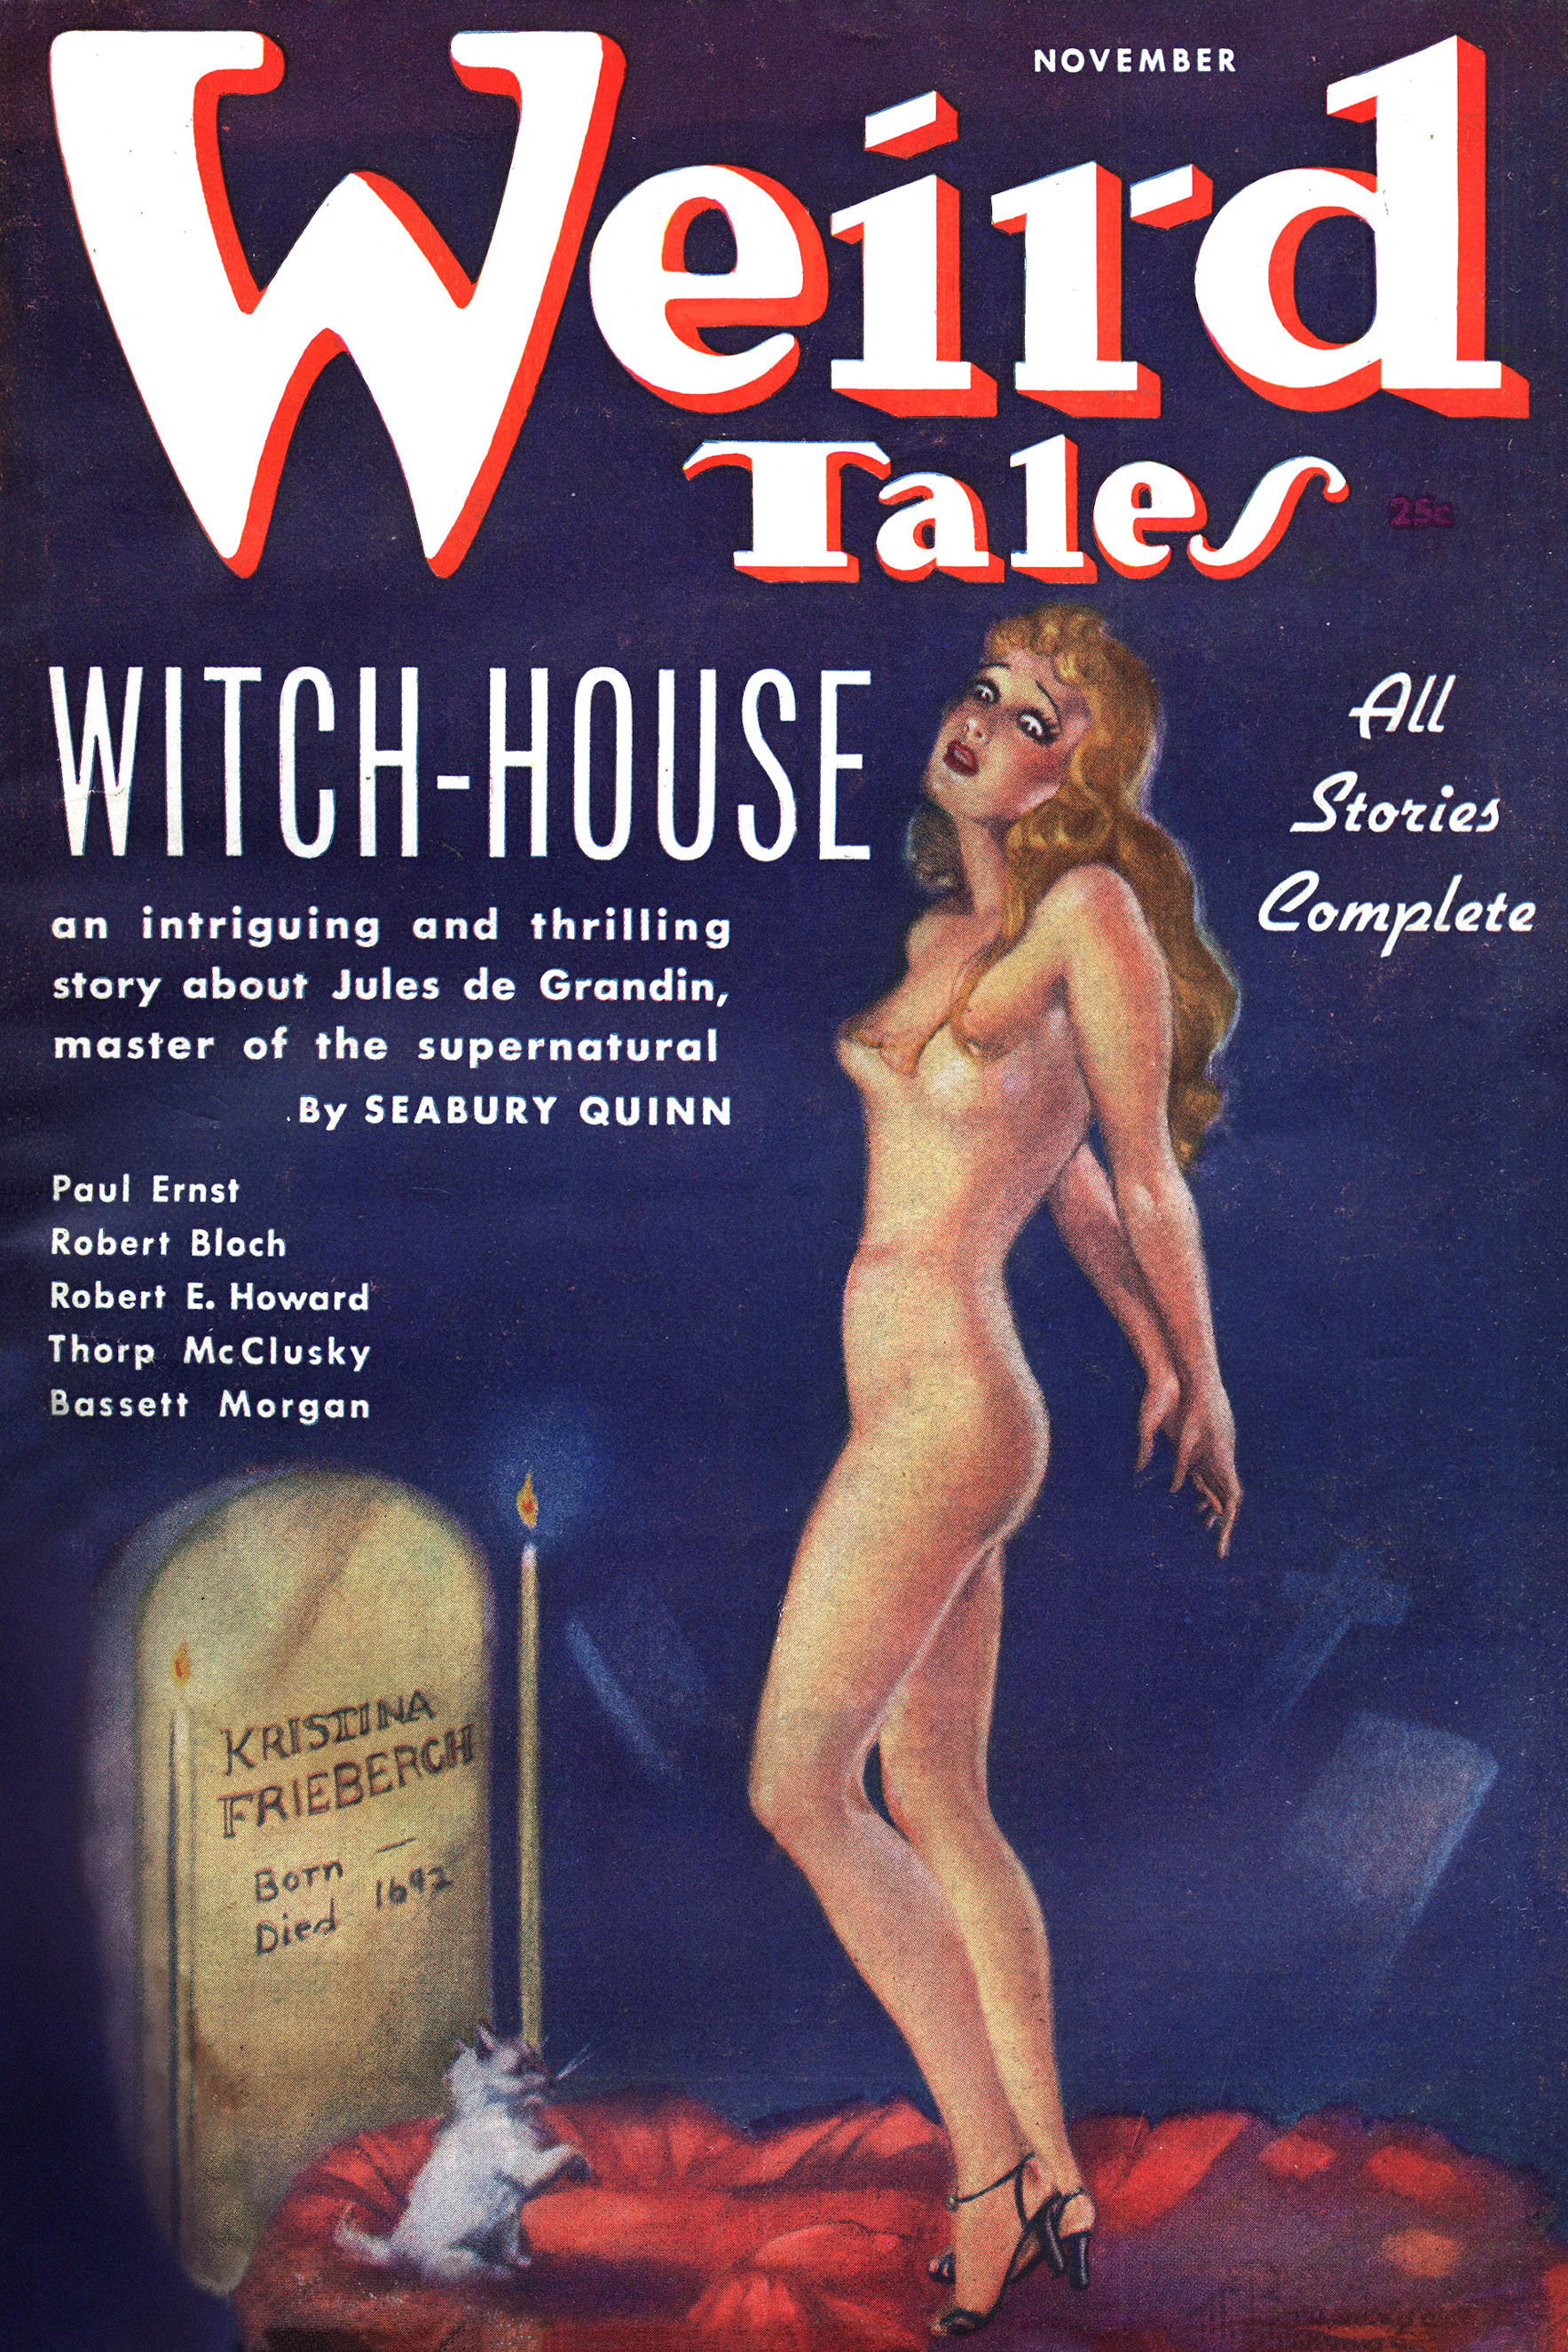 NOVEMBER
Weird
Tales
25c
WITCH-HOUSE
an intriguing and thrilling
story about Jules de Grandin,
master of the supernatural
By SEABURY QUINN
All
Stories
Complete
Paul Ernst
Robert Bloch
Robert E. Howard
Thorp McClusky
Bassett Morgan
KRISTINA
FRIEBERGH
Born —
Died 1692